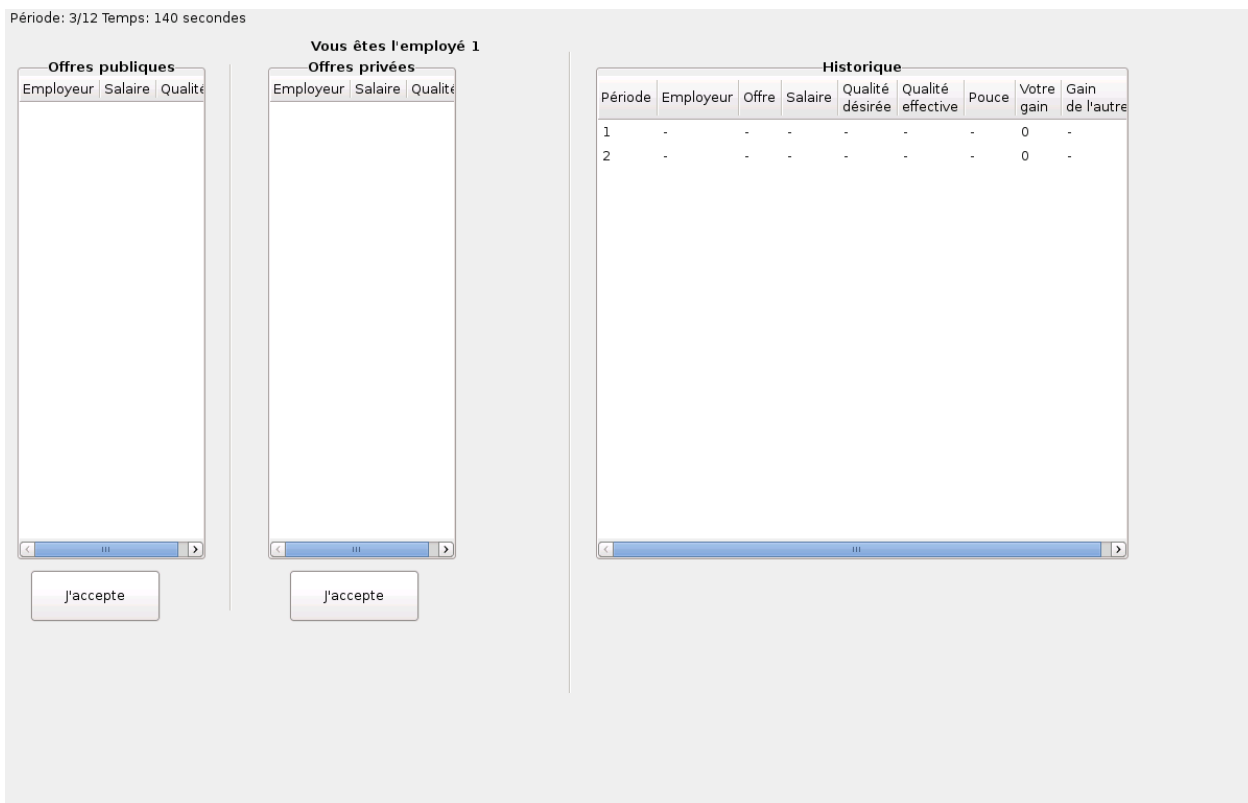 Période: 3/12 Temps: 140 secondes
Vous êtes l'employé 1
Offres publiques
Employeur Salaire Qualité
J'accepte
Offres privées
Employeur Salaire Qualité
J'accepte
Historique
Période Employeur Offre Salaire Qualité désirée Qualité effective Pouce Votre gain Gain de l'autre
1 - - - - - - 0 -
2 - - - - - - 0 -